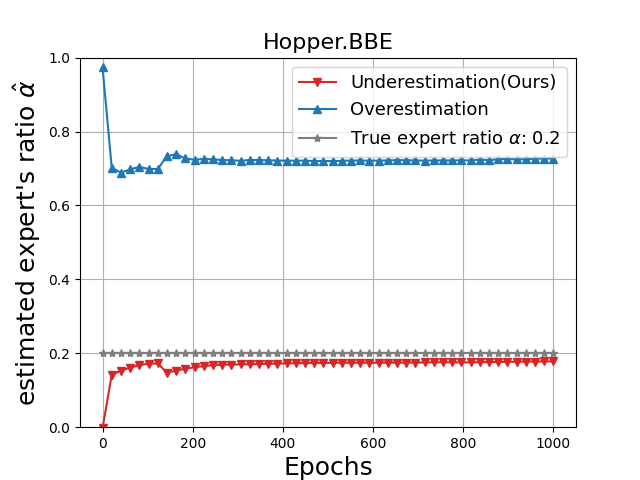 Hopper.BBE
estimated expert's ratio α̂
1.0
0.8
0.6
0.4
0.2
0.0
Underestimation(Ours)
Overestimation
True expert ratio α: 0.2
0
200
400
600
800
1000
Epochs